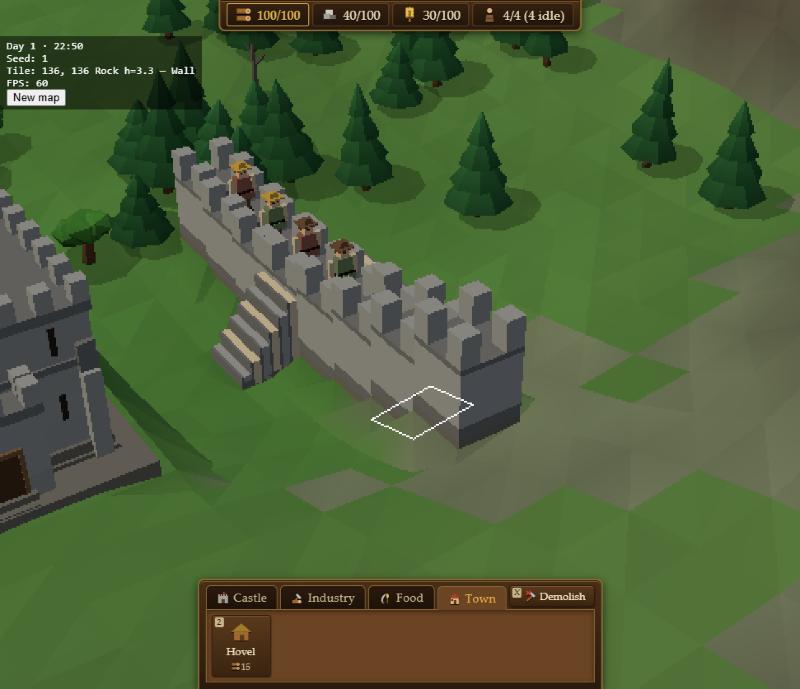 100/100 40/100 30/100 4/4 (4 idle)
Day 1 · 22:50
Seed: 1
Tile: 136, 136 Rock h=3.3 — Wall
FPS: 60
New map
Castle Industry Food Town X Demolish
2
Hovel
15